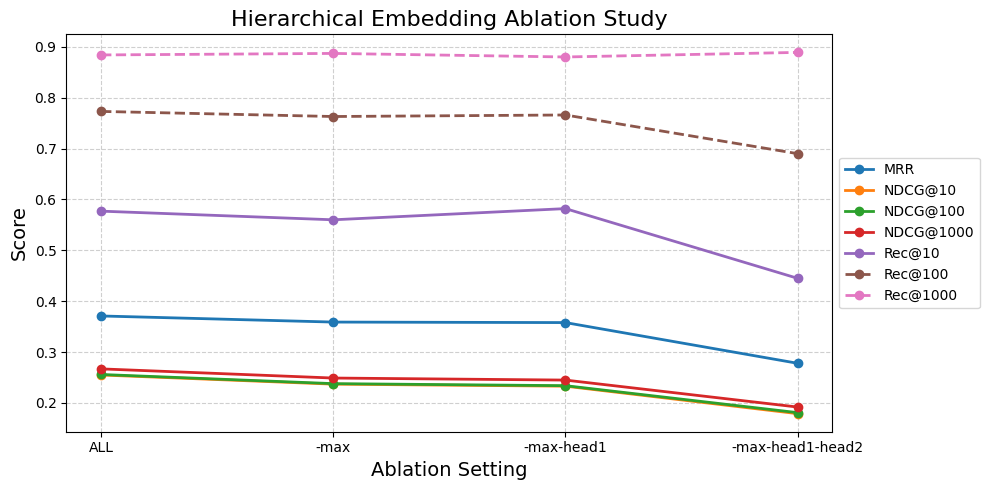 Hierarchical Embedding Ablation Study
Score
0.9
0.8
0.7
0.6
0.5
0.4
0.3
0.2
ALL
-max
-max-head1
-max-head1-head2
Ablation Setting
MRR
NDCG@10
NDCG@100
NDCG@1000
Rec@10
Rec@100
Rec@1000